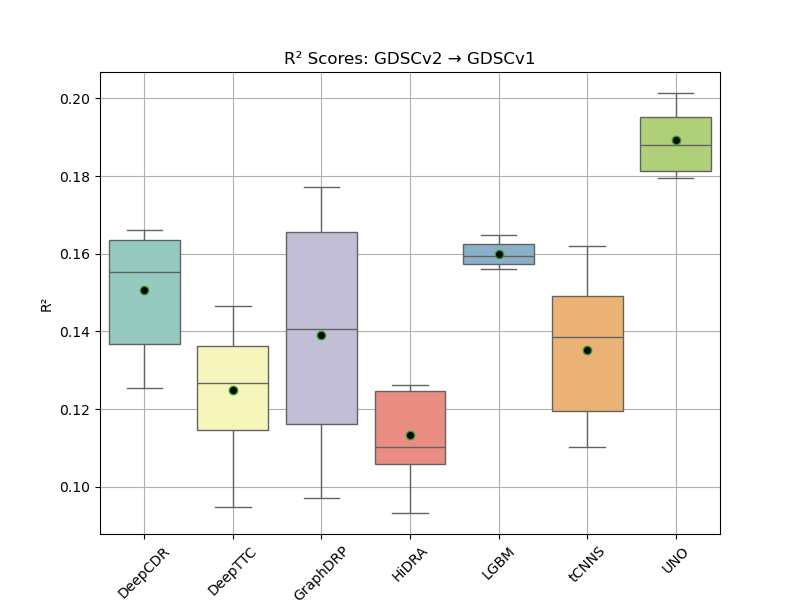 R² Scores: GDSCv2 → GDSCv1
R²
0.20
0.18
0.16
0.14
0.12
0.10
DeepCDR
DeepTTC
GraphDRP
HiDRA
LGBM
tCNNS
UNO